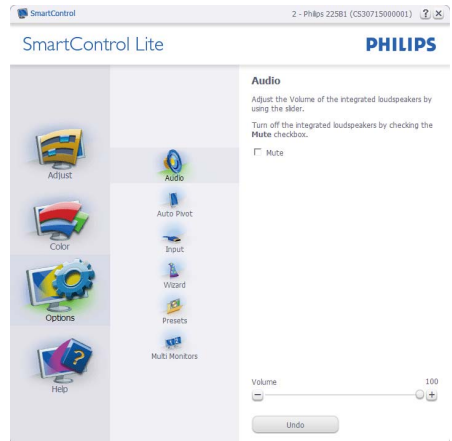 SmartControl
2 - Philips 225B1 (CS30715000001)
SmartControl Lite
PHILIPS
Adjust
Color
Options
Help
Audio
Auto Pivot
Input
Wizard
Presets
Multi Monitors
Audio
Adjust the Volume of the integrated loudspeakers by
using the slider.
Turn off the integrated loudspeakers by checking the
Mute checkbox.
Mute
Volume 100
Undo